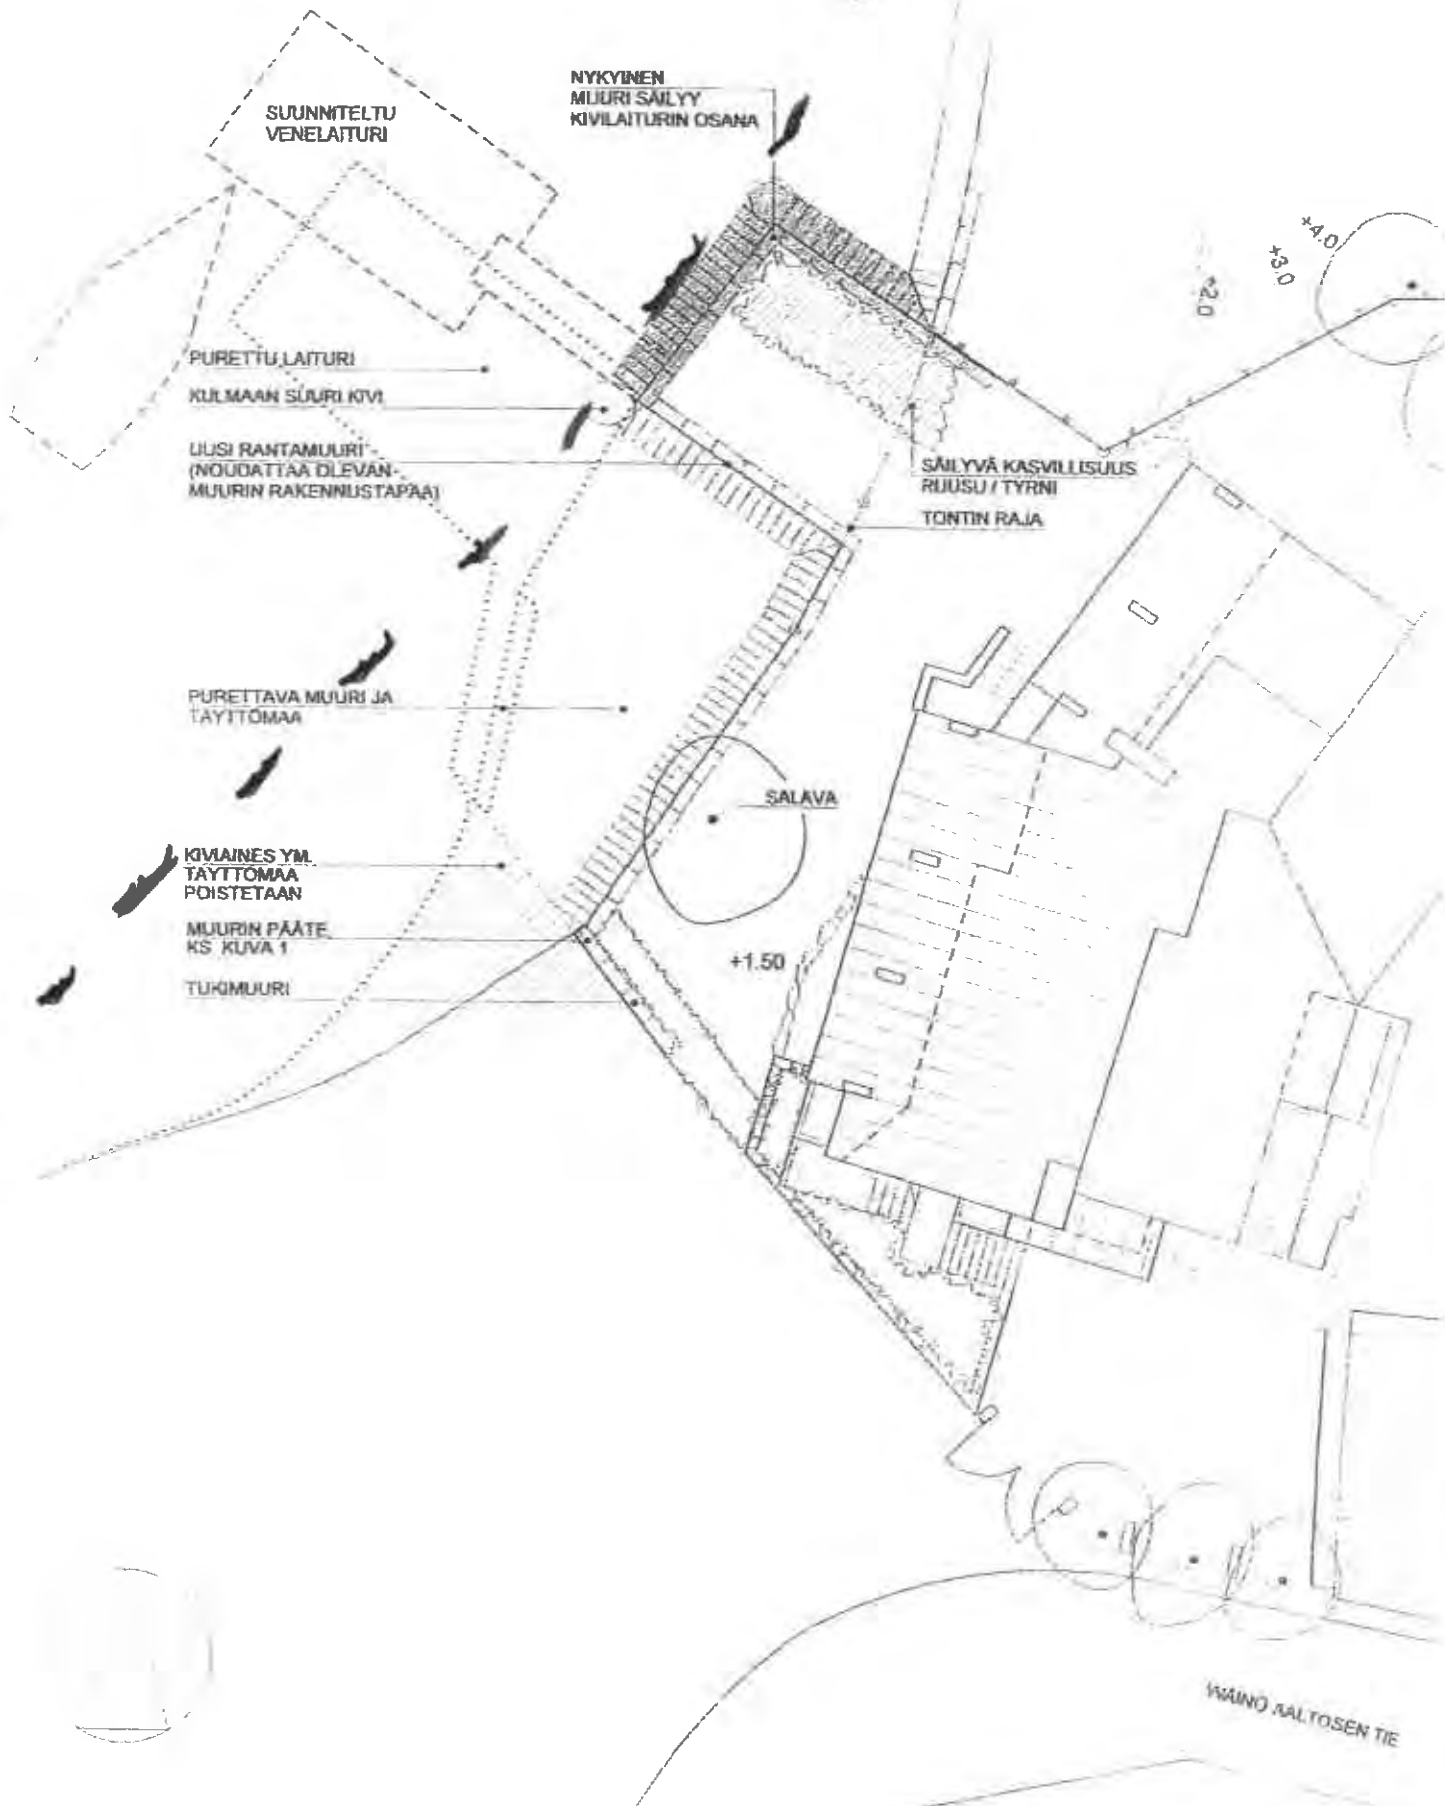 NYKYINEN
MUURI SÄILYY
KIVILAITURIN OSANA
SUUNNITELTU
VENELAITURI
+4.0
+3.0
+2.0
PURETTU LAITURI
KULMAAN SUURI KIVI
UUSI RANTAMUURI
(NOUDATTAA OLEVAN
MUURIN RAKENNUSTAPAA)
SÄILYVÄ KASVILLISUUS
RUUSU / TYRNI
TONTIN RAJA
PURETTAVA MUURI JA
TÄYTTÖMAA
SALAVA
KIVIAINES YM.
TÄYTTÖMAA
POISTETAAN
MUURIN PÄÄTE
KS. KUVA 1
+1.50
TUKIMUURI
WÄINÖ AALTOSEN TIE